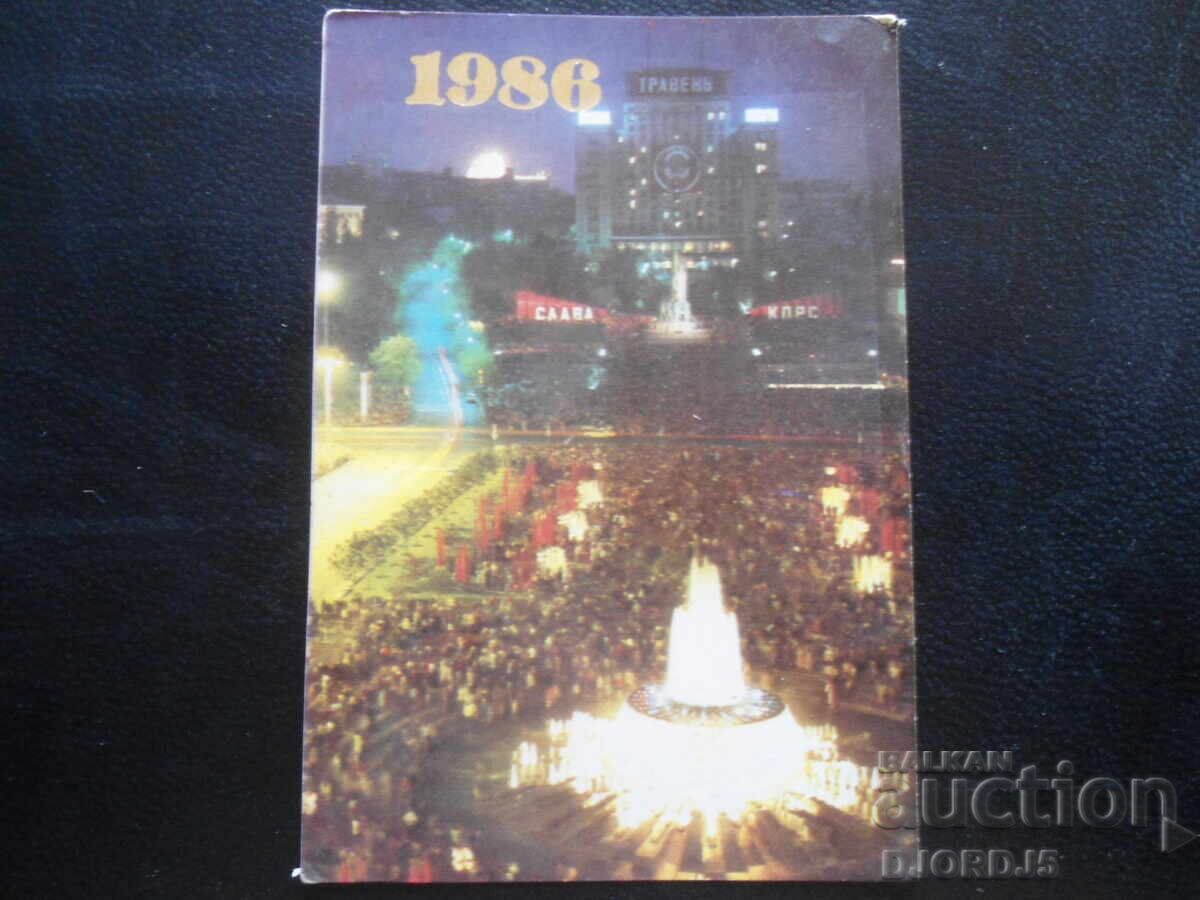 1986
ТРАВЕНЬ
СЛАВА КПРС
BALKAN
auction
DJORDJ5